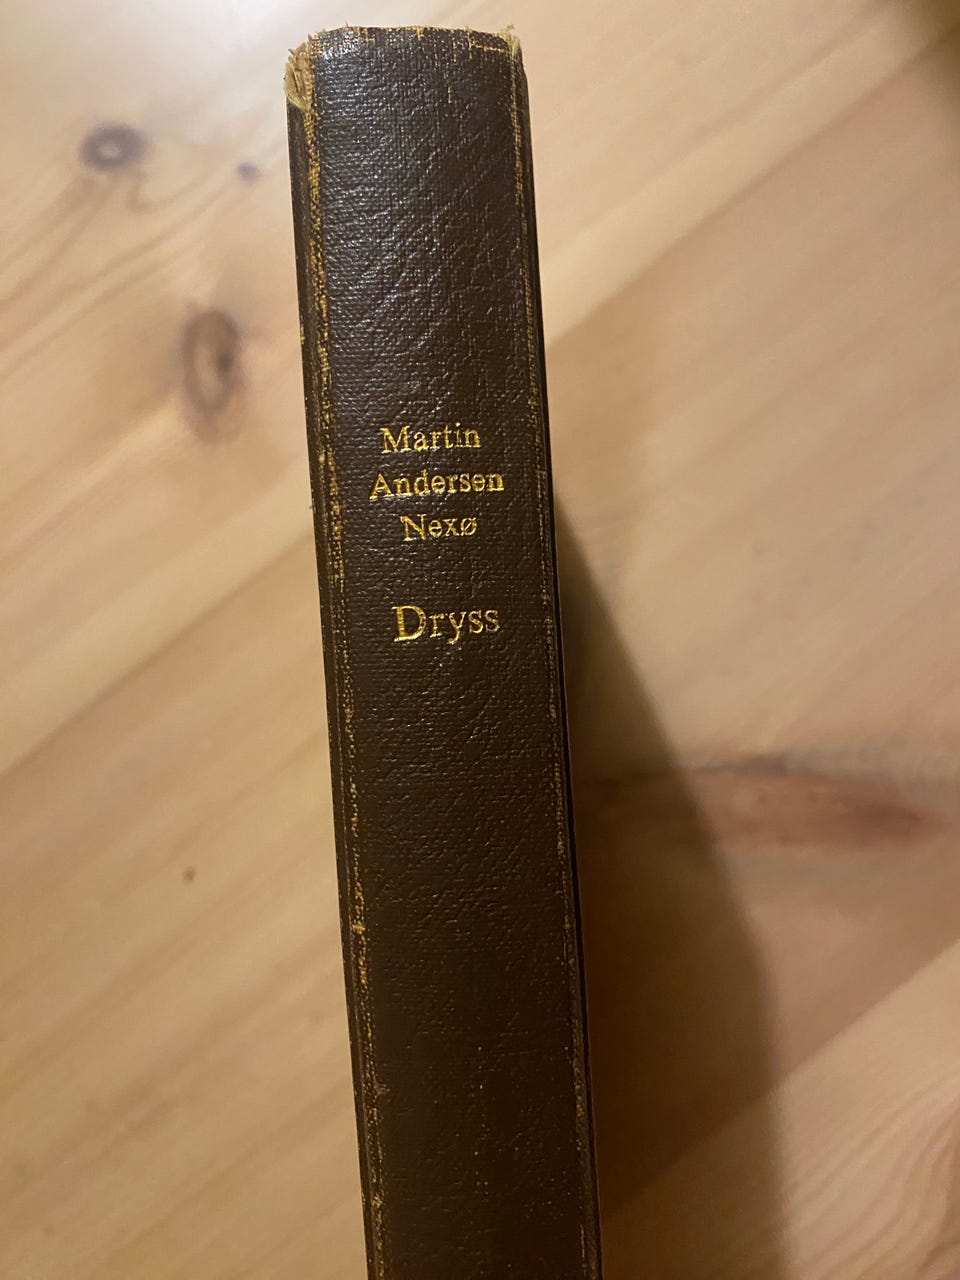 Martin
Andersen
Nexø
Dryss